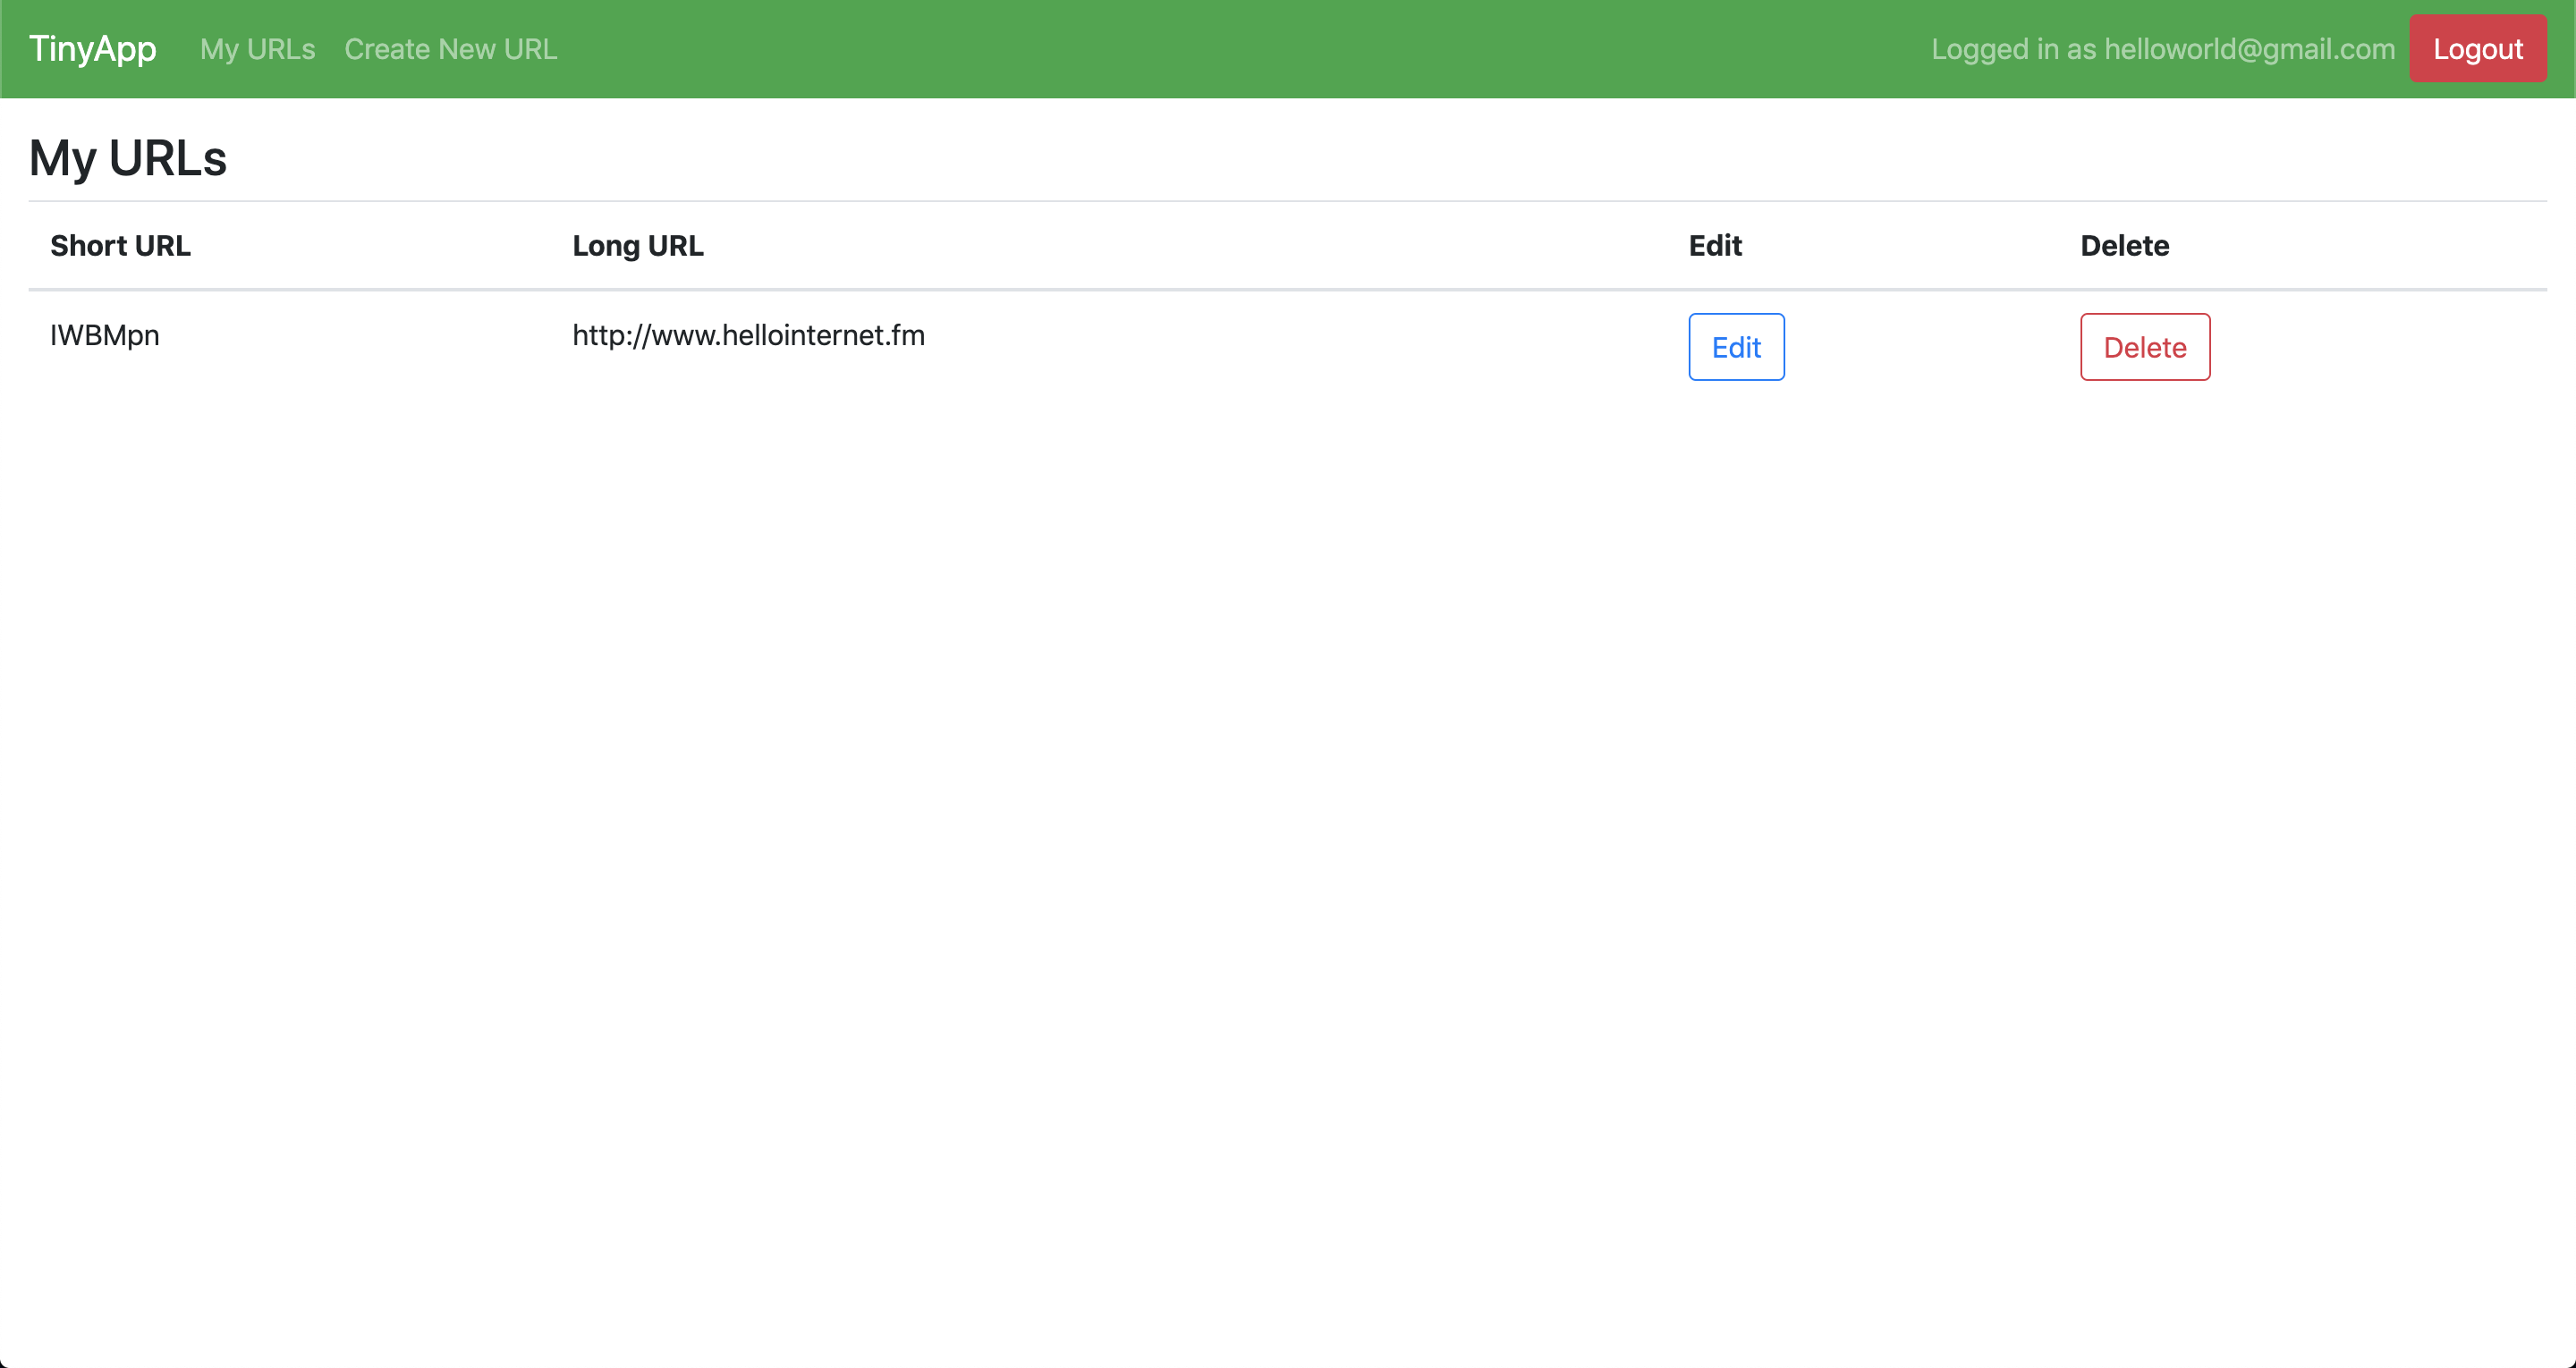 TinyApp My URLs Create New URL Logged in as helloworld@gmail.com Logout
My URLs
Short URL Long URL Edit Delete
IWBMpn http://www.hellointernet.fm Edit Delete